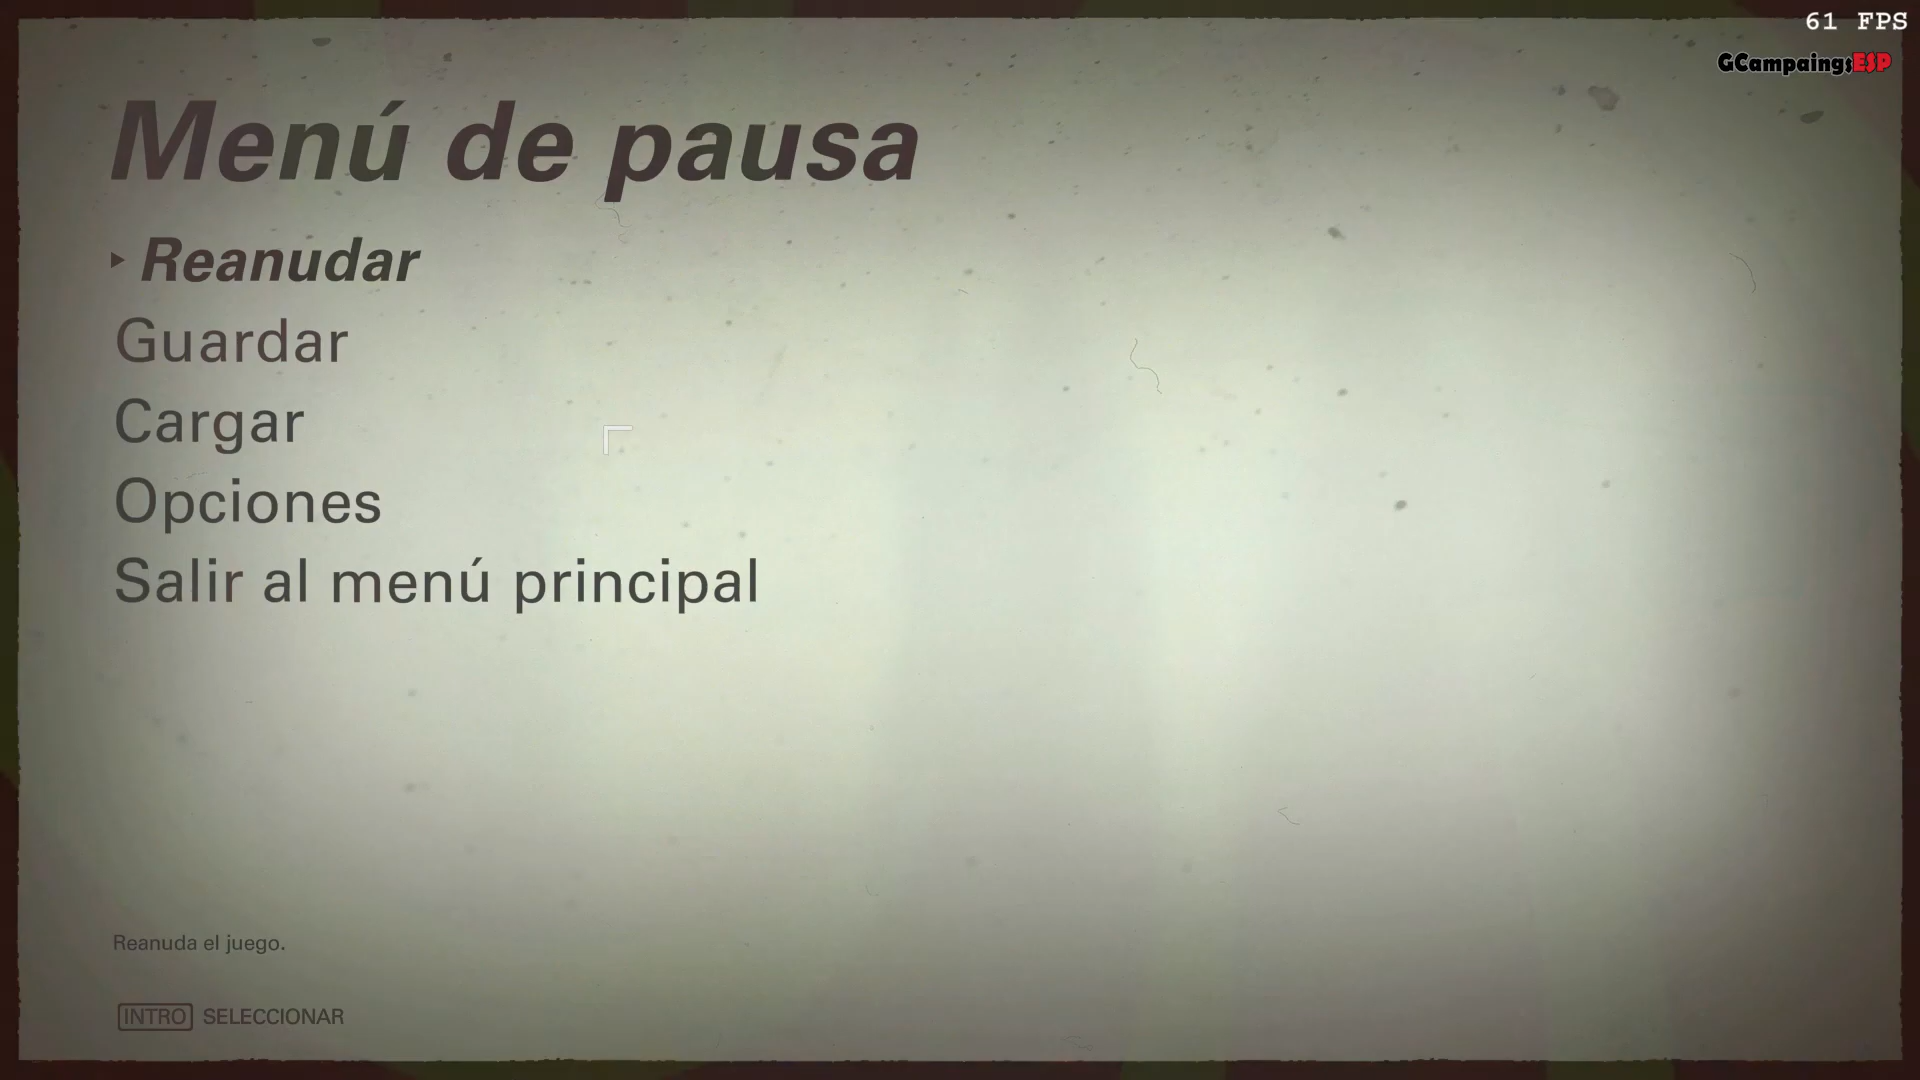 61 FPS
GCampaingsESP
Menú de pausa
Reanudar
Guardar
Cargar
Opciones
Salir al menú principal
Reanuda el juego.
INTRO SELECCIONAR